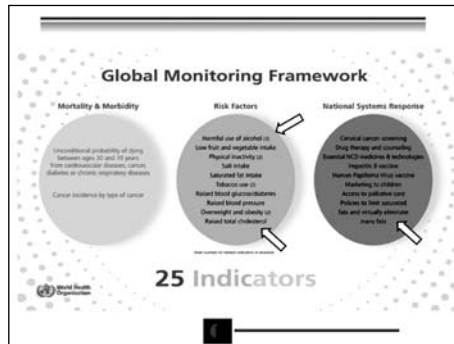 Global Monitoring Framework
Mortality & Morbidity
Unconditional probability of dying
between ages 30 and 70 years
from cardiovascular diseases, cancer,
diabetes or chronic respiratory diseases
Cancer incidence by type of cancer
Risk Factors
Harmful use of alcohol (3)
Low fruit and vegetable intake
Physical inactivity (2)
Salt intake
Saturated fat intake
Tobacco use (2)
Raised blood glucose/diabetes
Raised blood pressure
Overweight and obesity (2)
Raised total cholesterol
National Systems Response
Cervical cancer screening
Drug therapy and counseling
Essential NCD medicines & technologies
Hepatitis B vaccine
Human Papilloma Virus vaccine
Marketing to children
Access to palliative care
Policies to limit saturated
fats and virtually eliminate
trans fats
25 Indicators
World Health
Organization